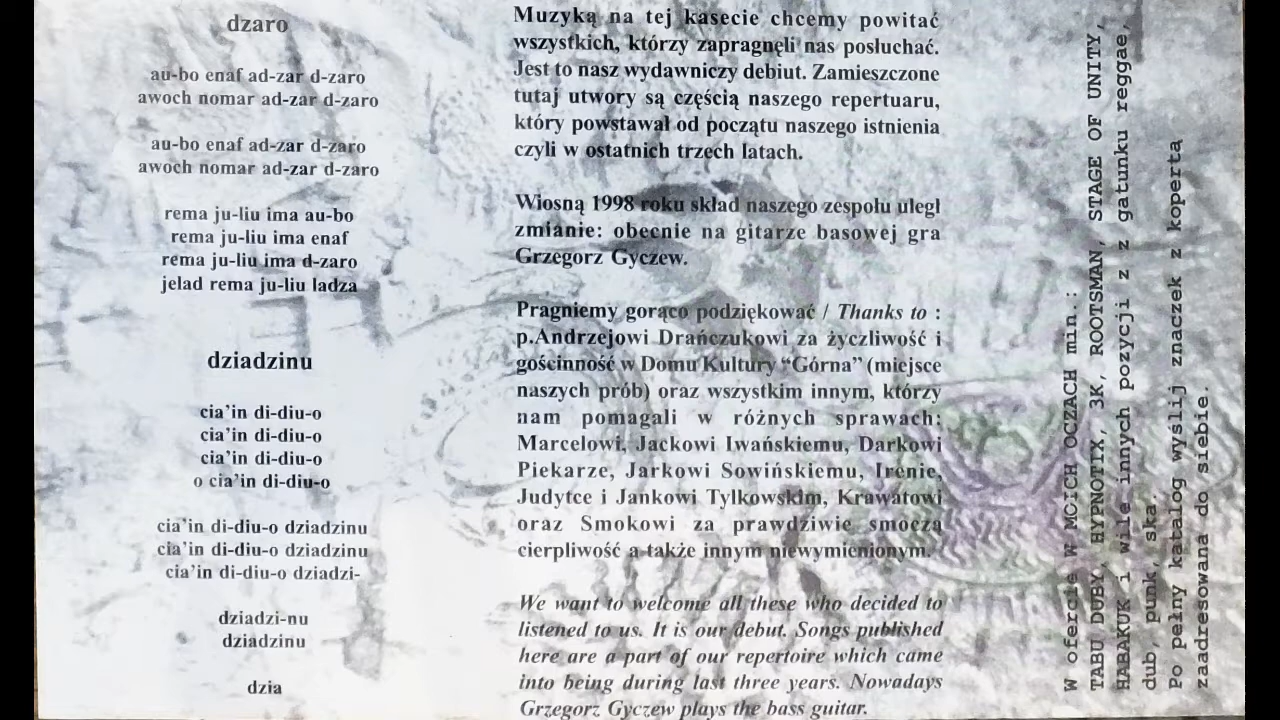 dzaro
au-bo enaf ad-zar d-zaro
awoch nomar ad-zar d-zaro
au-bo enaf ad-zar d-zaro
awoch nomar ad-zar d-zaro
rema ju-liu ima au-bo
rema ju-liu ima enaf
rema ju-liu ima d-zaro
jelad rema ju-liu ladza
dziadzinu
cia'in di-diu-o
cia'in di-diu-o
cia'in di-diu-o
o cia'in di-diu-o
cia'in di-diu-o dziadzinu
cia'in di-diu-o dziadzinu
cia'in di-diu-o dziadzi-
dziadzi-nu
dziadzinu
dzia
Muzyką na tej kasecie chcemy powitać
wszystkich, którzy zapragnęli nas posłuchać.
Jest to nasz wydawniczy debiut. Zamieszczone
tutaj utwory są częścią naszego repertuaru,
który powstawał od początu naszego istnienia
czyli w ostatnich trzech latach.
Wiosną 1998 roku skład naszego zespołu uległ
zmianie: obecnie na gitarze basowej gra
Grzegorz Gyczew.
Pragniemy gorąco podziękować / Thanks to :
p.Andrzejowi Drańczukowi za życzliwość i
gościnność w Domu Kultury “Górna” (miejsce
naszych prób) oraz wszystkim innym, którzy
nam pomagali w różnych sprawach:
Marcelowi, Jackowi Iwańskiemu, Darkowi
Piekarze, Jarkowi Sowińskiemu, Irenie,
Judytce i Jankowi Tylkowskim, Krawatowi
oraz Smokowi za prawdziwie smoczą
cierpliwość a także innym niewymienionym.
We want to welcome all these who decided to
listened to us. It is our debut. Songs published
here are a part of our repertoire which came
into being during last three years. Nowadays
Grzegorz Gyczew plays the bass guitar.
W ofercie W MOICH OCZACH min.:
TABU DUBY, HYPNOTIX, 3K, ROOTSMAN, STAGE OF UNITY,
HABAKUK i wile innych pozycji z z gatunku reggae,
dub, punk, ska.
Po pełny katalog wyślij znaczek z kopertą
zaadresowana do siebie.